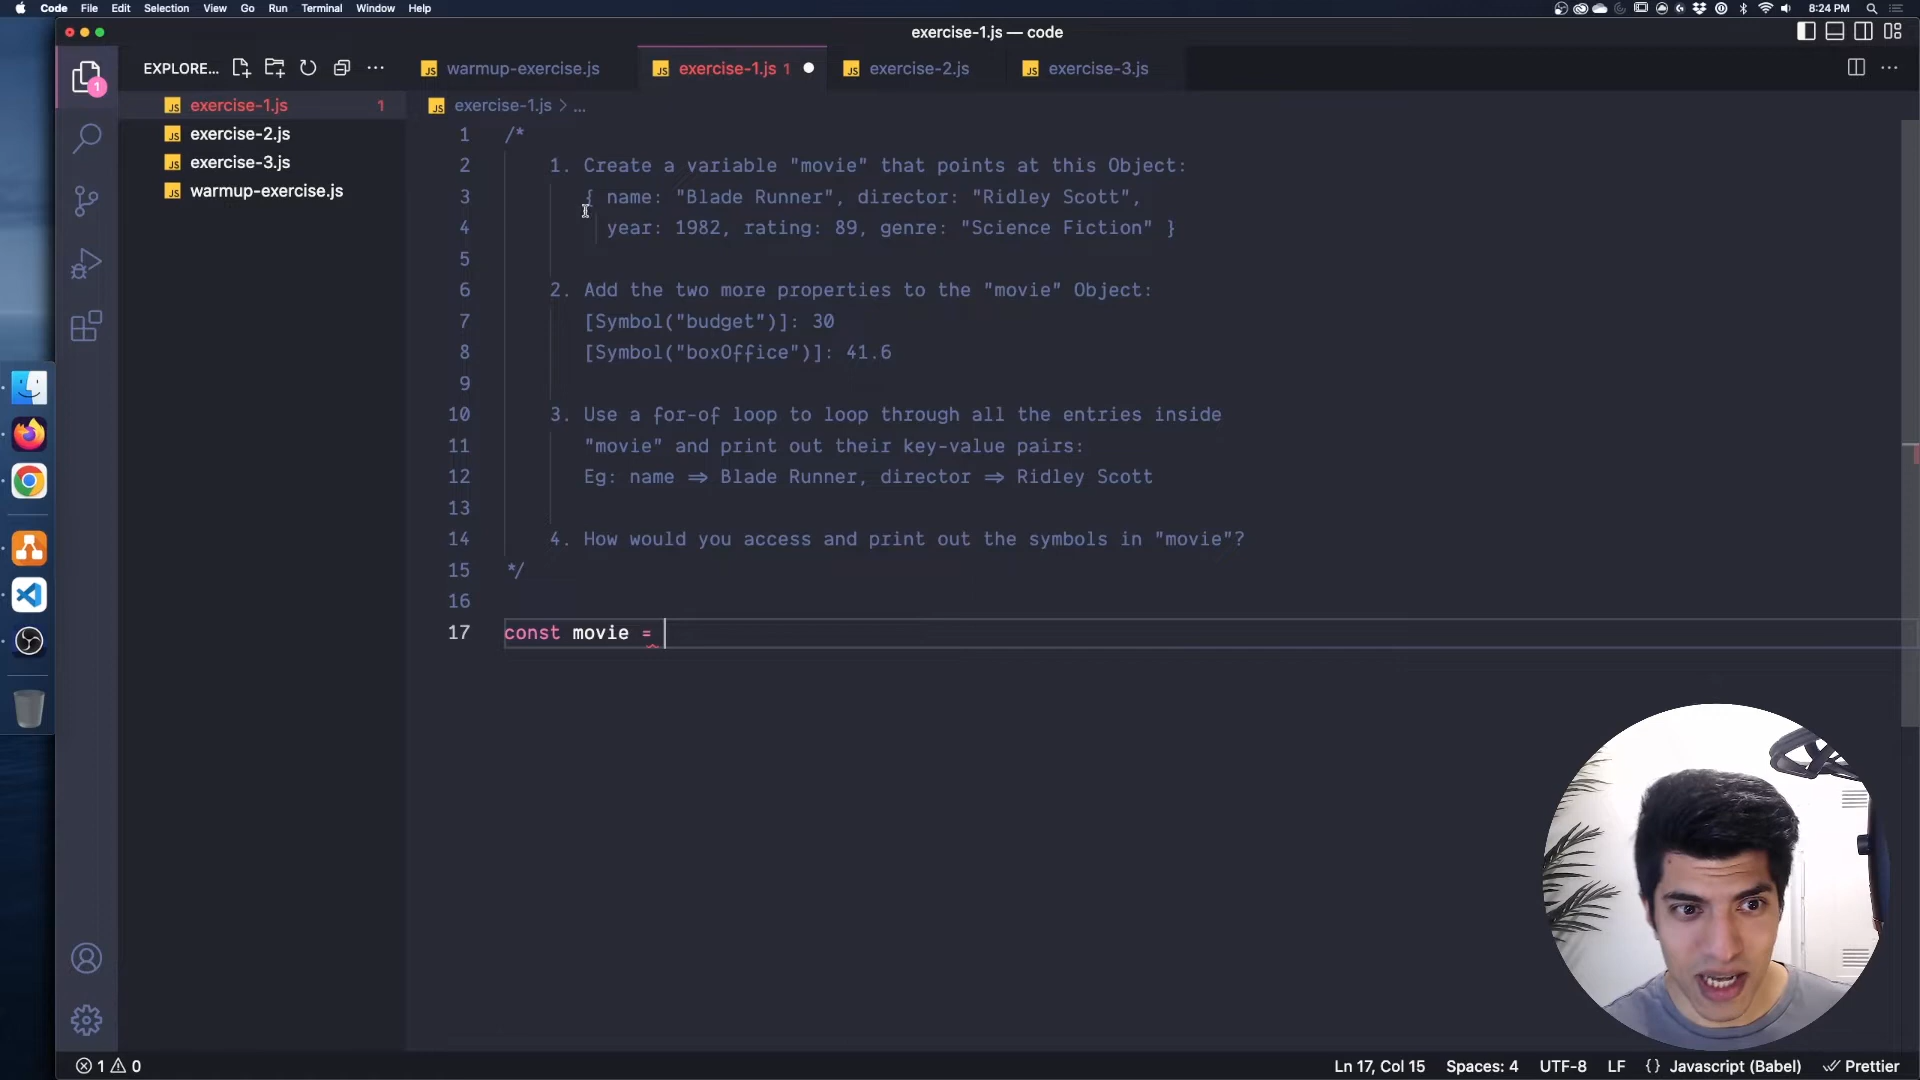 Code File Edit Selection View Go Run Terminal Window Help 8:24 PM
exercise-1.js — code
EXPLORE... ···
warmup-exercise.js exercise-1.js 1 exercise-2.js exercise-3.js ···
JS exercise-1.js 1
JS exercise-2.js
JS exercise-3.js
JS warmup-exercise.js
JS exercise-1.js > ...
1 /*
2 1. Create a variable "movie" that points at this Object:
3 { name: "Blade Runner", director: "Ridley Scott",
4 year: 1982, rating: 89, genre: "Science Fiction" }
5
6 2. Add the two more properties to the "movie" Object:
7 [Symbol("budget")]: 30
8 [Symbol("boxOffice")]: 41.6
9
10 3. Use a for-of loop to loop through all the entries inside
11 "movie" and print out their key-value pairs:
12 Eg: name ⇒ Blade Runner, director ⇒ Ridley Scott
13
14 4. How would you access and print out the symbols in "movie"?
15 */
16
17 const movie =
1
1 0 Ln 17, Col 15 Spaces: 4 UTF-8 LF {} Javascript (Babel) Prettier